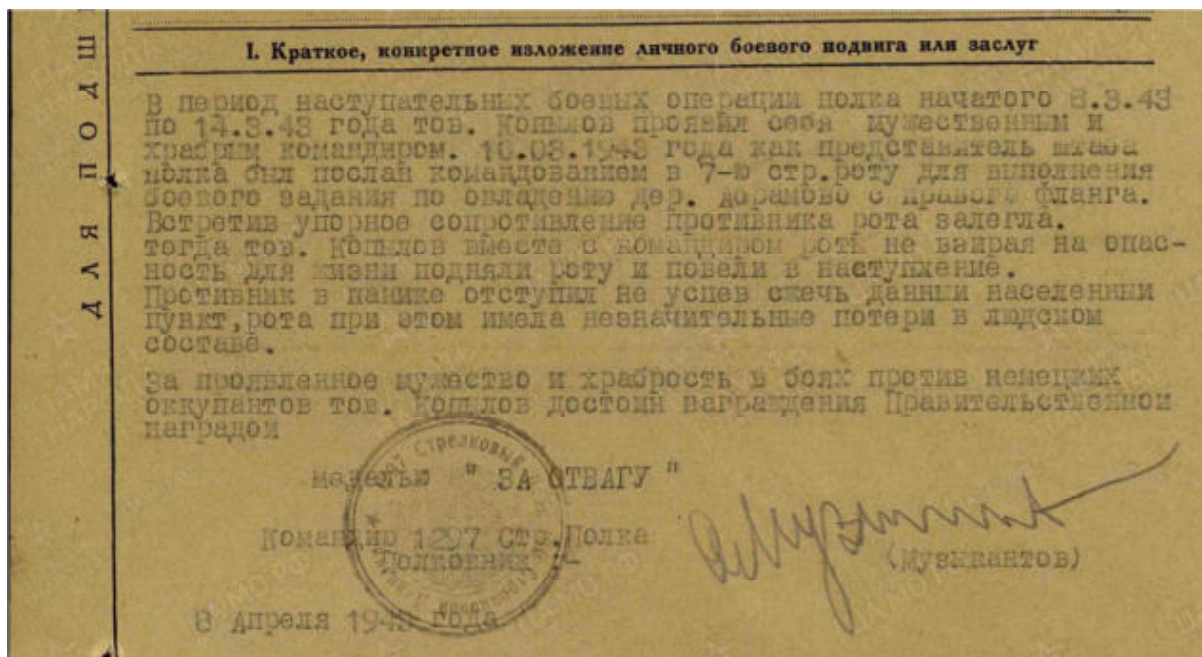 I. Краткое, конкретное изложение личного боевого подвига или заслуг
В период наступательных боевых операции полка начатого 8.3.43
по 14.3.43 года тов. Копылов проявил себя мужественным и
храбрым командиром. 10.03.1943 года как представитель штаба
полка был послан командованием в 7-ю стр.роту для выполнения
боевого задания по овладению дер. с правого фланга.
Встретив упорное сопротивление противника рота залегла.
тогда тов. Копылов вместе с командиром роты не взирая на опас-
ность для жизни подняли роту и повели в наступление.
Противник в панике отступил не успев сжечь данный населенный
пункт,рота при этом имела незначительные потери в людском
составе.
За проявленное мужество и храбрость в боях против немецких
оккупантов тов. Копылов достоин награждения Правительственной
наградой
медалью " ЗА ОТВАГУ "
Командир 1297 Стр.Полка
Полковник :-
(Музыкантов)
8 Апреля 1943 года
ДЛЯ ПОДШ